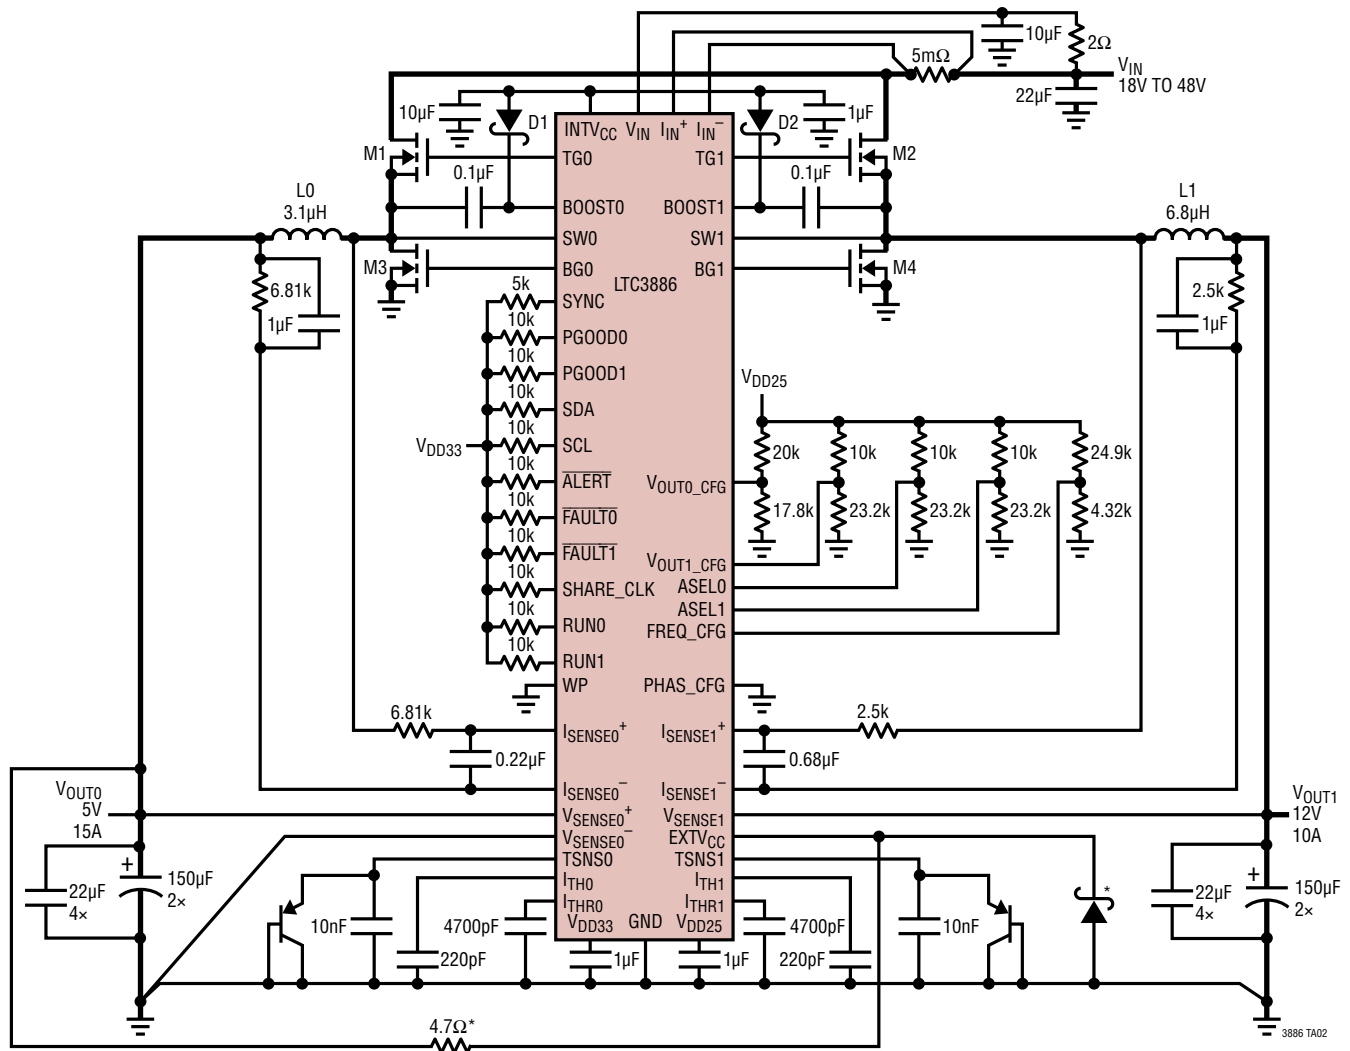 10µF
2Ω
5mΩ
VIN
18V TO 48V
22µF
10µF
D1
D2
1µF
INTVCC
VIN
IIN+
IIN−
M1
TG0
TG1
M2
0.1µF
0.1µF
L0
3.1µH
BOOST0
BOOST1
L1
6.8µH
SW0
SW1
M3
BG0
BG1
M4
LTC3886
6.81k
1µF
2.5k
1µF
5k
SYNC
10k
PGOOD0
10k
PGOOD1
10k
SDA
10k
VDD33
SCL
10k
ALERT
10k
FAULT0
10k
FAULT1
10k
SHARE_CLK
10k
RUN0
10k
RUN1
WP
VDD25
20k
10k
10k
10k
24.9k
VOUT0_CFG
17.8k
23.2k
23.2k
23.2k
4.32k
VOUT1_CFG
ASEL0
ASEL1
FREQ_CFG
PHAS_CFG
6.81k
ISENSE0+
ISENSE1+
2.5k
0.22µF
0.68µF
ISENSE0−
ISENSE1−
VOUT0
5V
15A
VSENSE0+
VSENSE1
VOUT1
12V
10A
VSENSE0−
EXTVCC
TSNS0
TSNS1
ITH0
ITH1
ITHR0
ITHR1
VDD33
GND
VDD25
22µF
4×
+
150µF
2×
10nF
220pF
4700pF
1µF
1µF
4700pF
220pF
10nF
*
22µF
4×
+
150µF
2×
4.7Ω*
3886 TA02